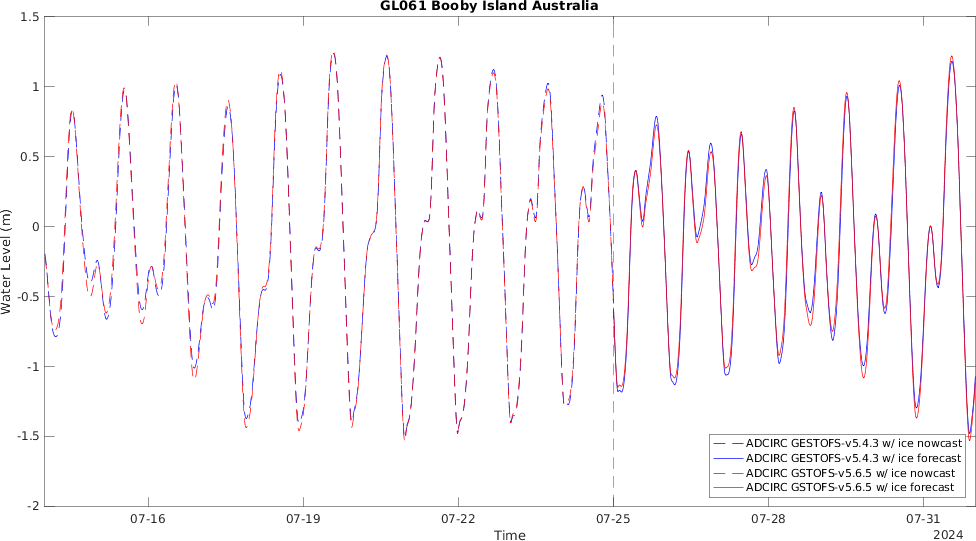 GL061 Booby Island Australia
1.5
1
0.5
0
-0.5
-1
-1.5
-2
Water Level (m)
07-16
07-19
07-22
07-25
07-28
07-31
2024
Time
ADCIRC GESTOFS-v5.4.3 w/ ice nowcast
ADCIRC GESTOFS-v5.4.3 w/ ice forecast
ADCIRC GSTOFS-v5.6.5 w/ ice nowcast
ADCIRC GSTOFS-v5.6.5 w/ ice forecast